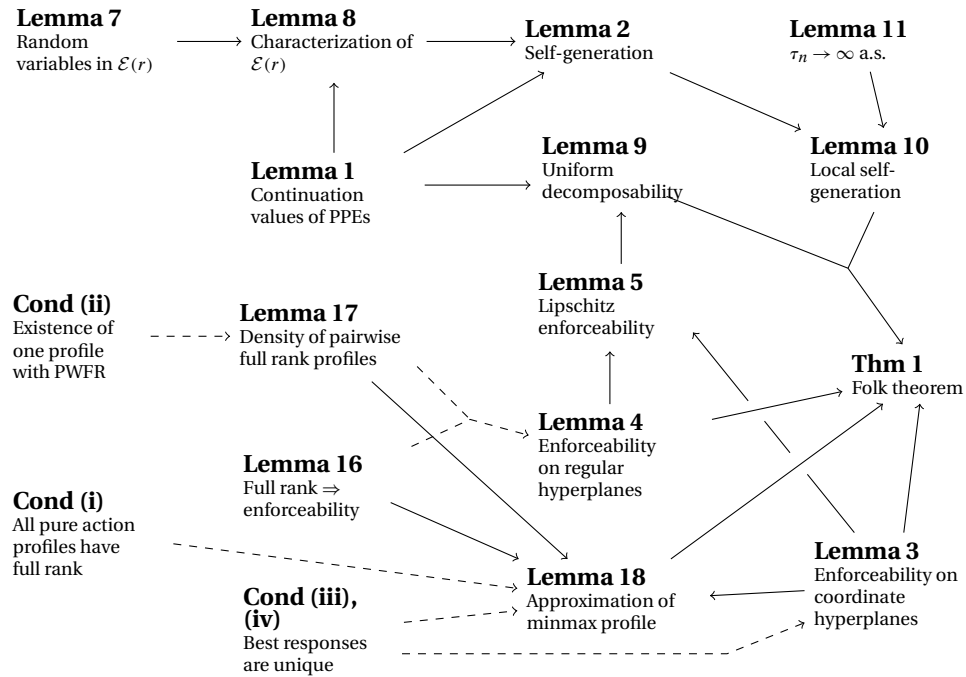 Lemma 7
Random
variables in ℰ(r)
Lemma 8
Characterization of
ℰ(r)
Lemma 2
Self-generation
Lemma 11
τₙ → ∞ a.s.
Lemma 1
Continuation
values of PPEs
Lemma 9
Uniform
decomposability
Lemma 10
Local self-
generation
Cond (ii)
Existence of
one profile
with PWFR
Lemma 17
Density of pairwise
full rank profiles
Lemma 5
Lipschitz
enforceability
Thm 1
Folk theorem
Lemma 16
Full rank ⇒
enforceability
Lemma 4
Enforceability
on regular
hyperplanes
Cond (i)
All pure action
profiles have
full rank
Cond (iii),
(iv)
Best responses
are unique
Lemma 18
Approximation of
minmax profile
Lemma 3
Enforceability on
coordinate
hyperplanes